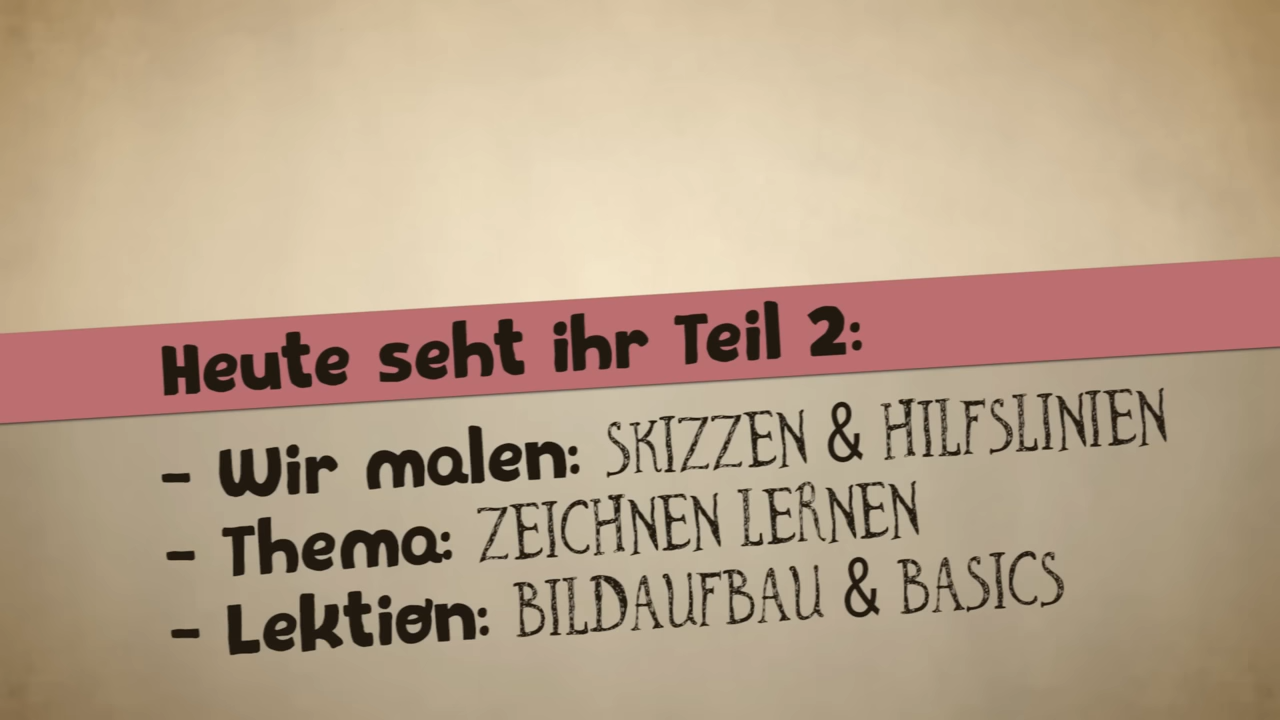 Heute seht ihr Teil 2:
- Wir malen: SKIZZEN & HILFSLINIEN
- Thema: ZEICHNEN LERNEN
- Lektion: BILDAUFBAU & BASICS